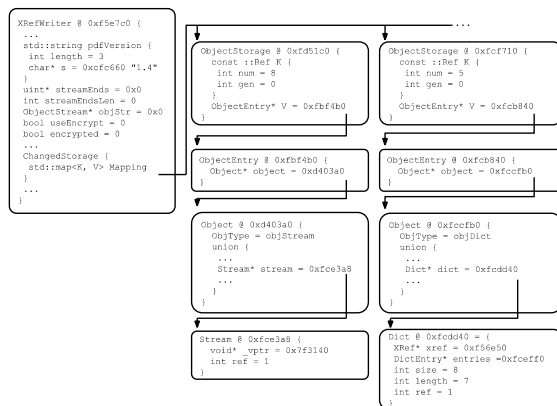 XRefWriter @ 0xf5e7c0 {
...
std::string pdfVersion {
int length = 3
char* s = 0xcfc660 "1.4"
}
uint* streamEnds = 0x0
int streamEndsLen = 0
ObjectStream* objStr = 0x0
bool useEncrypt = 0
bool encrypted = 0
...
ChangedStorage {
std::map<K, V> Mapping
}
...
}
...
ObjectStorage @ 0xfd51c0 {
const ::Ref K {
int num = 8
int gen = 0
}
ObjectEntry* V = 0xfbf4b0
}
ObjectStorage @ 0xfcf710 {
const ::Ref K {
int num = 5
int gen = 0
}
ObjectEntry* V = 0xfcb840
}
ObjectEntry @ 0xfbf4b0 {
Object* object = 0xd403a0
}
ObjectEntry @ 0xfcb840 {
Object* object = 0xfccfb0
}
Object @ 0xd403a0 {
ObjType = objStream
union {
...
Stream* stream = 0xfce3a8
...
}
}
Object @ 0xfccfb0 {
ObjType = objDict
union {
...
Dict* dict = 0xfcdd40
...
}
}
Stream @ 0xfce3a8 {
void* _vptr = 0x7f3140
int ref = 1
}
Dict @ 0xfcdd40 = {
XRef* xref = 0xf56e50
DictEntry* entries =0xfceff0
int size = 8
int length = 7
int ref = 1
}